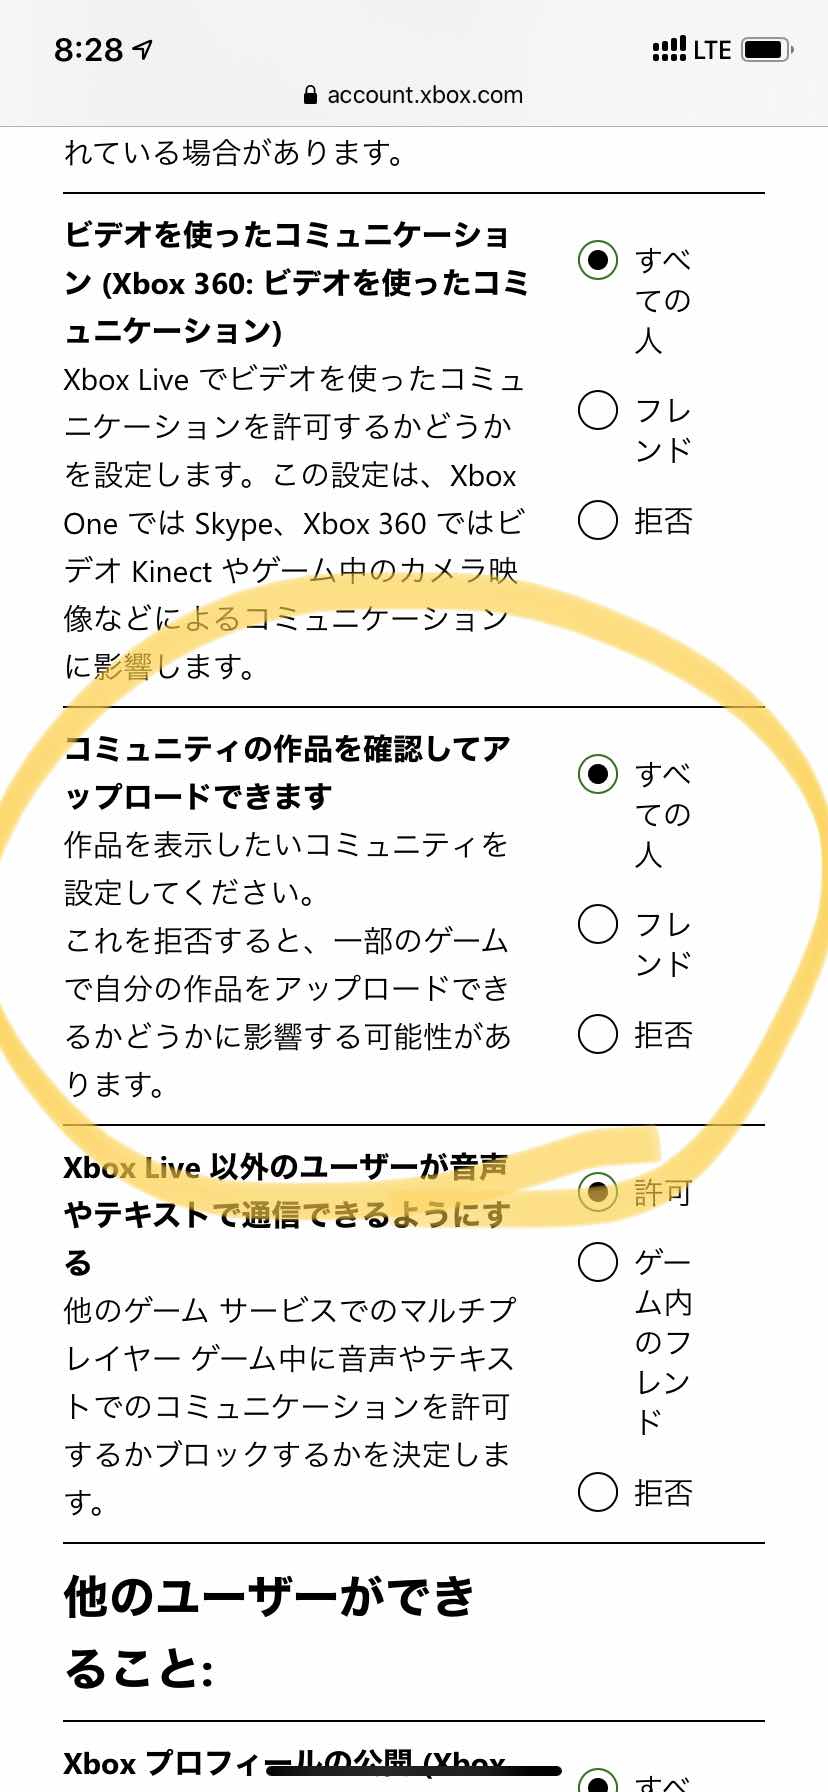 8:28
LTE
account.xbox.com
れている場合があります。
ビデオを使ったコミュニケーショ
ン (Xbox 360: ビデオを使ったコミ
ュニケーション)
Xbox Live でビデオを使ったコミュ
ニケーションを許可するかどうか
を設定します。この設定は、Xbox
One では Skype、Xbox 360 ではビ
デオ Kinect やゲーム中のカメラ映
像などによるコミュニケーション
に影響します。
すべ
ての
人
フレ
ンド
拒否
コミュニティの作品を確認してア
ップロードできます
作品を表示したいコミュニティを
設定してください。
これを拒否すると、一部のゲーム
で自分の作品をアップロードでき
るかどうかに影響する可能性があ
ります。
すべ
ての
人
フレ
ンド
拒否
Xbox Live 以外のユーザーが音声
やテキストで通信できるようにす
る
他のゲーム サービスでのマルチプ
レイヤー ゲーム中に音声やテキス
トでのコミュニケーションを許可
するかブロックするかを決定しま
す。
許可
ゲー
ム内
のフ
レン
ド
拒否
他のユーザーができ
ること:
Xbox プロフィールの公開 (Xbox
すべ